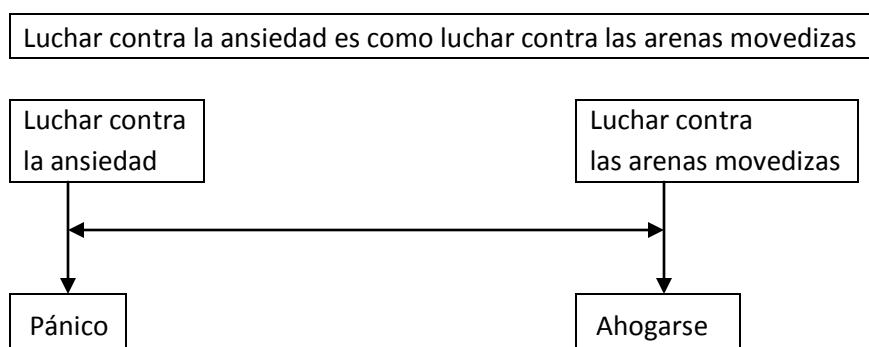 Luchar contra la ansiedad es como luchar contra las arenas movedizas
Luchar contra
la ansiedad
Luchar contra
las arenas movedizas
Pánico
Ahogarse